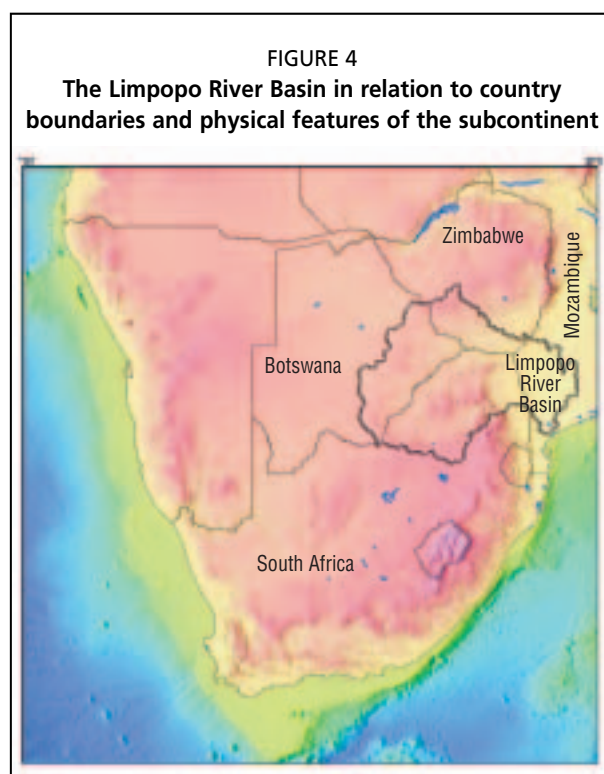 FIGURE 4
The Limpopo River Basin in relation to country
boundaries and physical features of the subcontinent
Zimbabwe
Mozambique
Botswana
Limpopo
River
Basin
South Africa